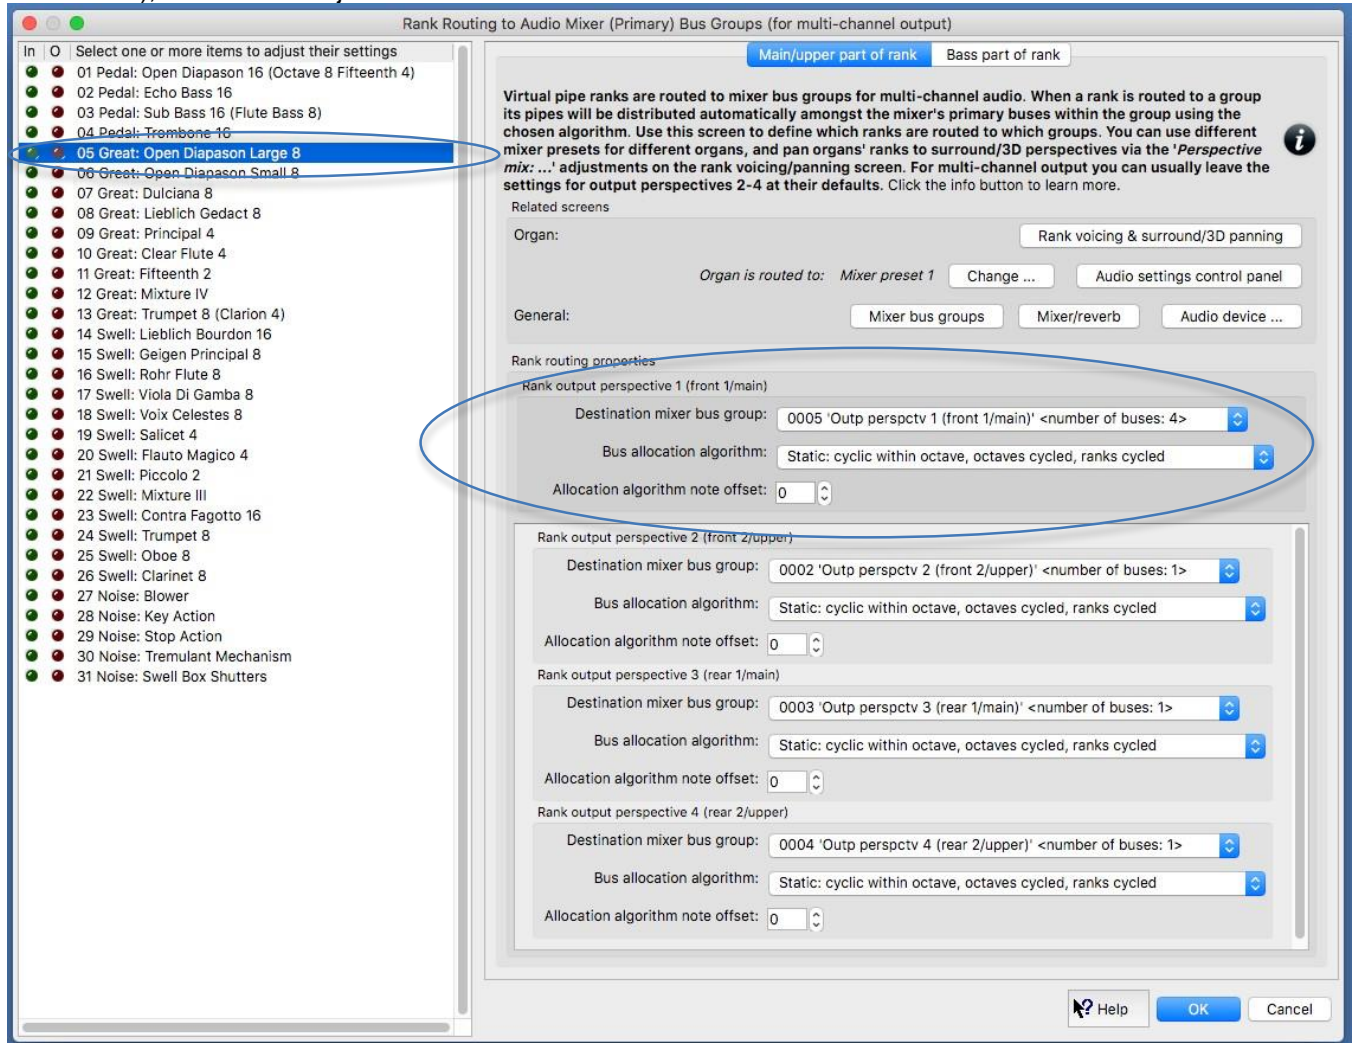 Rank Routing to Audio Mixer (Primary) Bus Groups (for multi-channel output)
In O Select one or more items to adjust their settings
01 Pedal: Open Diapason 16 (Octave 8 Fifteenth 4)
02 Pedal: Echo Bass 16
03 Pedal: Sub Bass 16 (Flute Bass 8)
04 Pedal: Trombone 16
05 Great: Open Diapason Large 8
06 Great: Open Diapason Small 8
07 Great: Dulciana 8
08 Great: Lieblich Gedact 8
09 Great: Principal 4
10 Great: Clear Flute 4
11 Great: Fifteenth 2
12 Great: Mixture IV
13 Great: Trumpet 8 (Clarion 4)
14 Swell: Lieblich Bourdon 16
15 Swell: Geigen Principal 8
16 Swell: Rohr Flute 8
17 Swell: Viola Di Gamba 8
18 Swell: Voix Celestes 8
19 Swell: Salicet 4
20 Swell: Flauto Magico 4
21 Swell: Piccolo 2
22 Swell: Mixture III
23 Swell: Contra Fagotto 16
24 Swell: Trumpet 8
25 Swell: Oboe 8
26 Swell: Clarinet 8
27 Noise: Blower
28 Noise: Key Action
29 Noise: Stop Action
30 Noise: Tremulant Mechanism
31 Noise: Swell Box Shutters
Main/upper part of rank Bass part of rank
Virtual pipe ranks are routed to mixer bus groups for multi-channel audio. When a rank is routed to a group
its pipes will be distributed automatically amongst the mixer's primary buses within the group using the
chosen algorithm. Use this screen to define which ranks are routed to which groups. You can use different
mixer presets for different organs, and pan organs' ranks to surround/3D perspectives via the 'Perspective
mix: ...' adjustments on the rank voicing/panning screen. For multi-channel output you can usually leave the
settings for output perspectives 2-4 at their defaults. Click the info button to learn more.
Related screens
Organ: Rank voicing & surround/3D panning
Organ is routed to: Mixer preset 1 Change ... Audio settings control panel
General: Mixer bus groups Mixer/reverb Audio device ...
Rank routing properties
Rank output perspective 1 (front 1/main)
Destination mixer bus group: 0005 'Outp perspctv 1 (front 1/main)' <number of buses: 4>
Bus allocation algorithm: Static: cyclic within octave, octaves cycled, ranks cycled
Allocation algorithm note offset: 0
Rank output perspective 2 (front 2/upper)
Destination mixer bus group: 0002 'Outp perspctv 2 (front 2/upper)' <number of buses: 1>
Bus allocation algorithm: Static: cyclic within octave, octaves cycled, ranks cycled
Allocation algorithm note offset: 0
Rank output perspective 3 (rear 1/main)
Destination mixer bus group: 0003 'Outp perspctv 3 (rear 1/main)' <number of buses: 1>
Bus allocation algorithm: Static: cyclic within octave, octaves cycled, ranks cycled
Allocation algorithm note offset: 0
Rank output perspective 4 (rear 2/upper)
Destination mixer bus group: 0004 'Outp perspctv 4 (rear 2/upper)' <number of buses: 1>
Bus allocation algorithm: Static: cyclic within octave, octaves cycled, ranks cycled
Allocation algorithm note offset: 0
Help OK Cancel